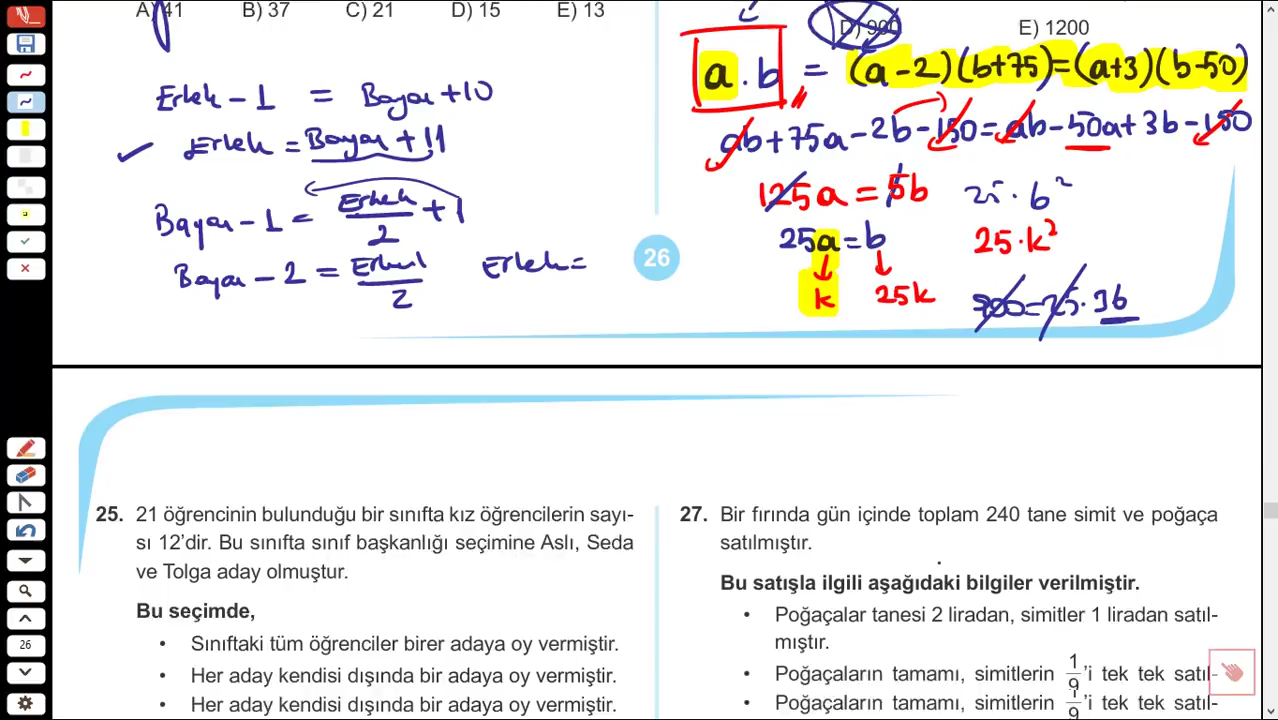 A) 41 B) 37 C) 21 D) 15 E) 13
Erkek - 1 = Bayan + 10
Erkek = Bayan + 11
Bayan - 1 = Erkek/2 + 1
Bayan - 2 = Erkek/2 Erkek =
D) 900 E) 1200
a . b = (a-2)(b+75) = (a+3)(b-50)
ab + 75a - 2b - 150 = ab - 50a + 3b - 150
125a = 5b 25 . b²
25a = b 25 . k²
k 25k 900 = 25 . 36
26
25. 21 öğrencinin bulunduğu bir sınıfta kız öğrencilerin sayı-
sı 12'dir. Bu sınıfta sınıf başkanlığı seçimine Aslı, Seda
ve Tolga aday olmuştur.
Bu seçimde,
• Sınıftaki tüm öğrenciler birer adaya oy vermiştir.
• Her aday kendisi dışında bir adaya oy vermiştir.
• Her aday kendisi dışında bir adaya oy vermiştir.
27. Bir fırında gün içinde toplam 240 tane simit ve poğaça
satılmıştır.
Bu satışla ilgili aşağıdaki bilgiler verilmiştir.
• Poğaçalar tanesi 2 liradan, simitler 1 liradan satıl-
mıştır.
• Poğaçaların tamamı, simitlerin 1/9'i tek tek satıl-
• Poğaçaların tamamı, simitlerin 1/9'i tek tek satıl-
26